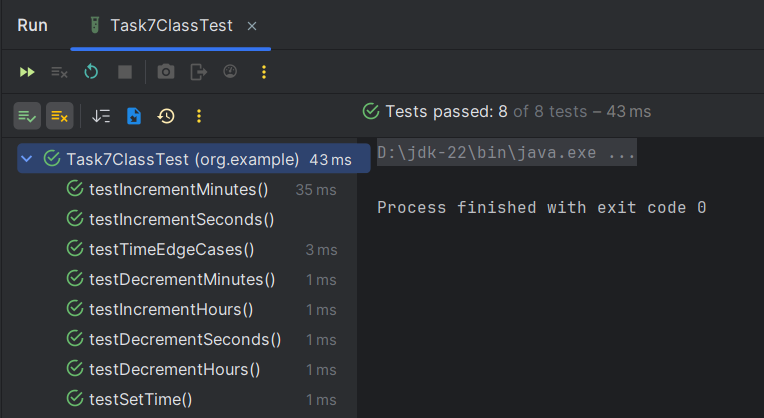 Run Task7ClassTest
Tests passed: 8 of 8 tests – 43 ms
Task7ClassTest (org.example) 43 ms
testIncrementMinutes() 35 ms
testIncrementSeconds()
testTimeEdgeCases() 3 ms
testDecrementMinutes() 1 ms
testIncrementHours() 1 ms
testDecrementSeconds() 1 ms
testDecrementHours() 1 ms
testSetTime() 1 ms
D:\jdk-22\bin\java.exe ...
Process finished with exit code 0